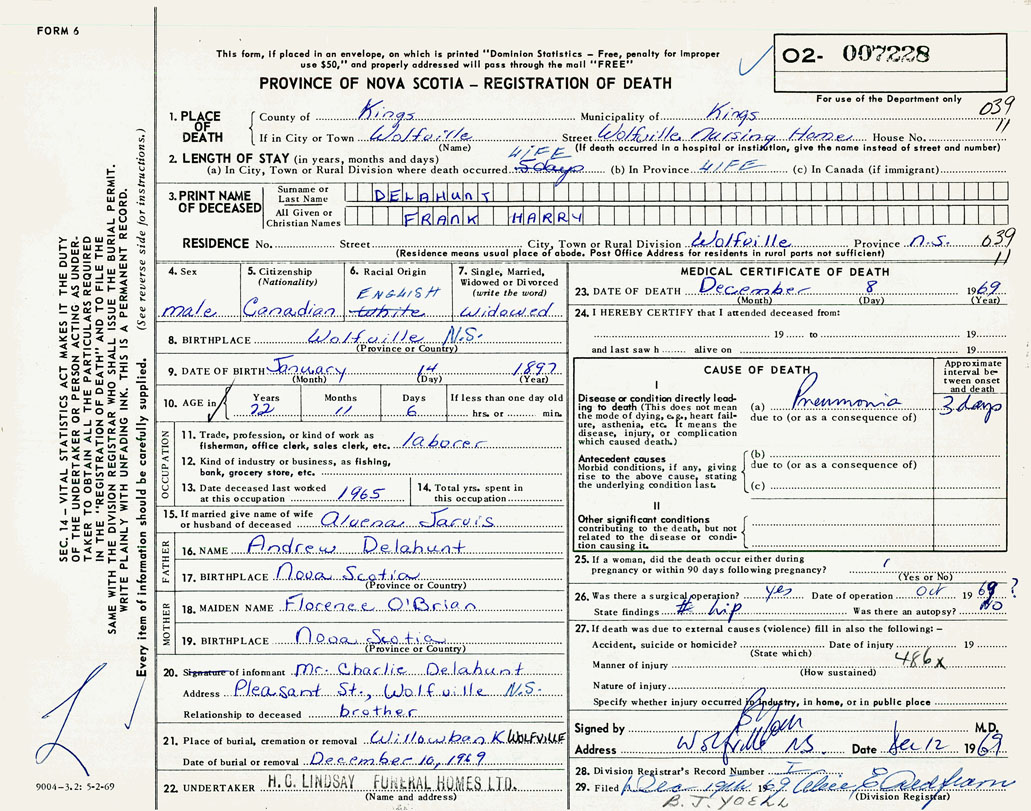 FORM 6
This form, if placed in an envelope, on which is printed "Dominion Statistics – Free, penalty for improper
use $50," and properly addressed will pass through the mail "FREE"
O2- 007228
PROVINCE OF NOVA SCOTIA – REGISTRATION OF DEATH
For use of the Department only
039
11
1. PLACE OF DEATH
County of Kings Municipality of Kings
If in City or Town Wolfville Street Wolfville Nursing Home House No.
(Name) (If death occurred in a hospital or institution, give the name instead of street and number)
2. LENGTH OF STAY (in years, months and days)
LIFE
(a) In City, Town or Rural Division where death occurred 5 days (b) In Province LIFE (c) In Canada (if immigrant)
3. PRINT NAME OF DECEASED
Surname or Last Name DELAHUNT
All Given or Christian Names FRANK HARRY
RESIDENCE No. Street City, Town or Rural Division Wolfville Province N.S. 039
(Residence means usual place of abode. Post Office Address for residents in rural parts not sufficient) 11
4. Sex
male
5. Citizenship (Nationality)
Canadian
6. Racial Origin
ENGLISH
White
7. Single, Married, Widowed or Divorced (write the word)
widowed
8. BIRTHPLACE Wolfville N.S.
(Province or Country)
9. DATE OF BIRTH January 14 1897
(Month) (Day) (Year)
10. AGE in
Years Months Days If less than one day old
72 11 6 hrs. or min.
OCCUPATION
11. Trade, profession, or kind of work as
fisherman, office clerk, sales clerk, etc. laborer
12. Kind of industry or business, as fishing,
bank, grocery store, etc.
13. Date deceased last worked
at this occupation 1965
14. Total yrs. spent in
this occupation
15. If married give name of wife
or husband of deceased Alvena Jarvis
FATHER
16. NAME Andrew Delahunt
17. BIRTHPLACE Nova Scotia
(Province or Country)
MOTHER
18. MAIDEN NAME Florence O'Brian
19. BIRTHPLACE Nova Scotia
(Province or Country)
20. Signature of informant Mr. Charlie Delahunt
Address Pleasant St., Wolfville N.S.
Relationship to deceased brother
21. Place of burial, cremation or removal Willowbank WOLFVILLE
Date of burial or removal December 10, 1969
22. UNDERTAKER H. C. LINDSAY FUNERAL HOMES LTD.
(Name and address)
MEDICAL CERTIFICATE OF DEATH
23. DATE OF DEATH December 8 1969
(Month) (Day) (Year)
24. I HEREBY CERTIFY that I attended deceased from:
19 to 19
and last saw h alive on 19
CAUSE OF DEATH
Approximate interval between onset and death
I
Disease or condition directly lead-
ing to death (This does not mean
the mode of dying, e.g., heart fail-
ure, asthenia, etc. It means the
disease, injury, or complication
which caused death.)
(a) Pneumonia 3 days
due to (or as a consequence of)
Antecedent causes
Morbid conditions, if any, giving
rise to the above cause, stating
the underlying condition last.
(b)
due to (or as a consequence of)
(c)
II
Other significant conditions
contributing to the death, but not
related to the disease or condi-
tion causing it.
25. If a woman, did the death occur either during
pregnancy or within 90 days following pregnancy?
(Yes or No)
26. Was there a surgical operation? yes Date of operation Oct 1969 ?
State findings # hip Was there an autopsy? NO
27. If death was due to external causes (violence) fill in also the following: –
Accident, suicide or homicide? Date of injury 19
(State which)
486x
Manner of injury
(How sustained)
Nature of injury
Specify whether injury occurred in Industry, in home, or in public place
Signed by M.D.
Address Wolfville NS. Date Dec 12 1969
28. Division Registrar's Record Number
29. Filed Dec 19th 1969
(Division Registrar)
B. J. YOELL
SEC. 14 – VITAL STATISTICS ACT MAKES IT THE DUTY
OF THE UNDERTAKER OR PERSON ACTING AS UNDER-
TAKER TO OBTAIN ALL THE PARTICULARS REQUIRED
IN THE "REGISTRATION OF DEATH" AND TO FILE THE
SAME WITH THE DIVISION REGISTRAR WHO SHALL ISSUE THE BURIAL PERMIT.
WRITE PLAINLY WITH UNFADING INK. THIS IS A PERMANENT RECORD.
Every item of information should be carefully supplied. (See reverse side for instructions.)
9004-3.2: 5-2-69